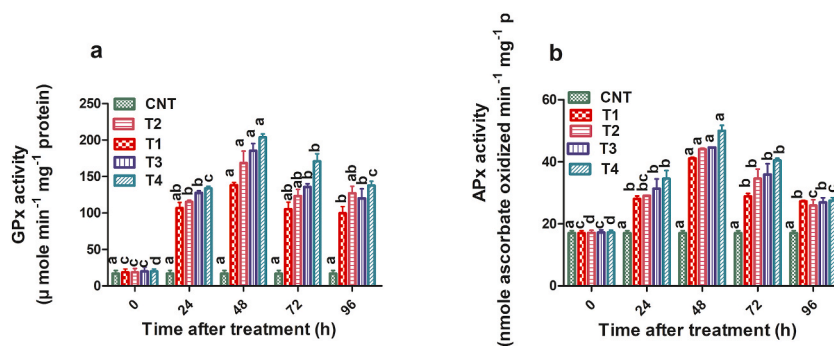 a
GPx activity
(µ mole min⁻¹ mg⁻¹ protein)
250
200
150
100
50
0
CNT
T2
T1
T3
T4
a c c c d
a ab b b c
a a a a a
a ab ab b b
a b ab b c
0 24 48 72 96
Time after treatment (h)
b
APx activity
(nmole ascorbate oxidized min⁻¹ mg⁻¹ p
60
40
20
0
CNT
T1
T2
T3
T4
a c d c d
a b bc b b
a a a a a
a b b b b
a b b b c
0 24 48 72 96
Time after treatment (h)